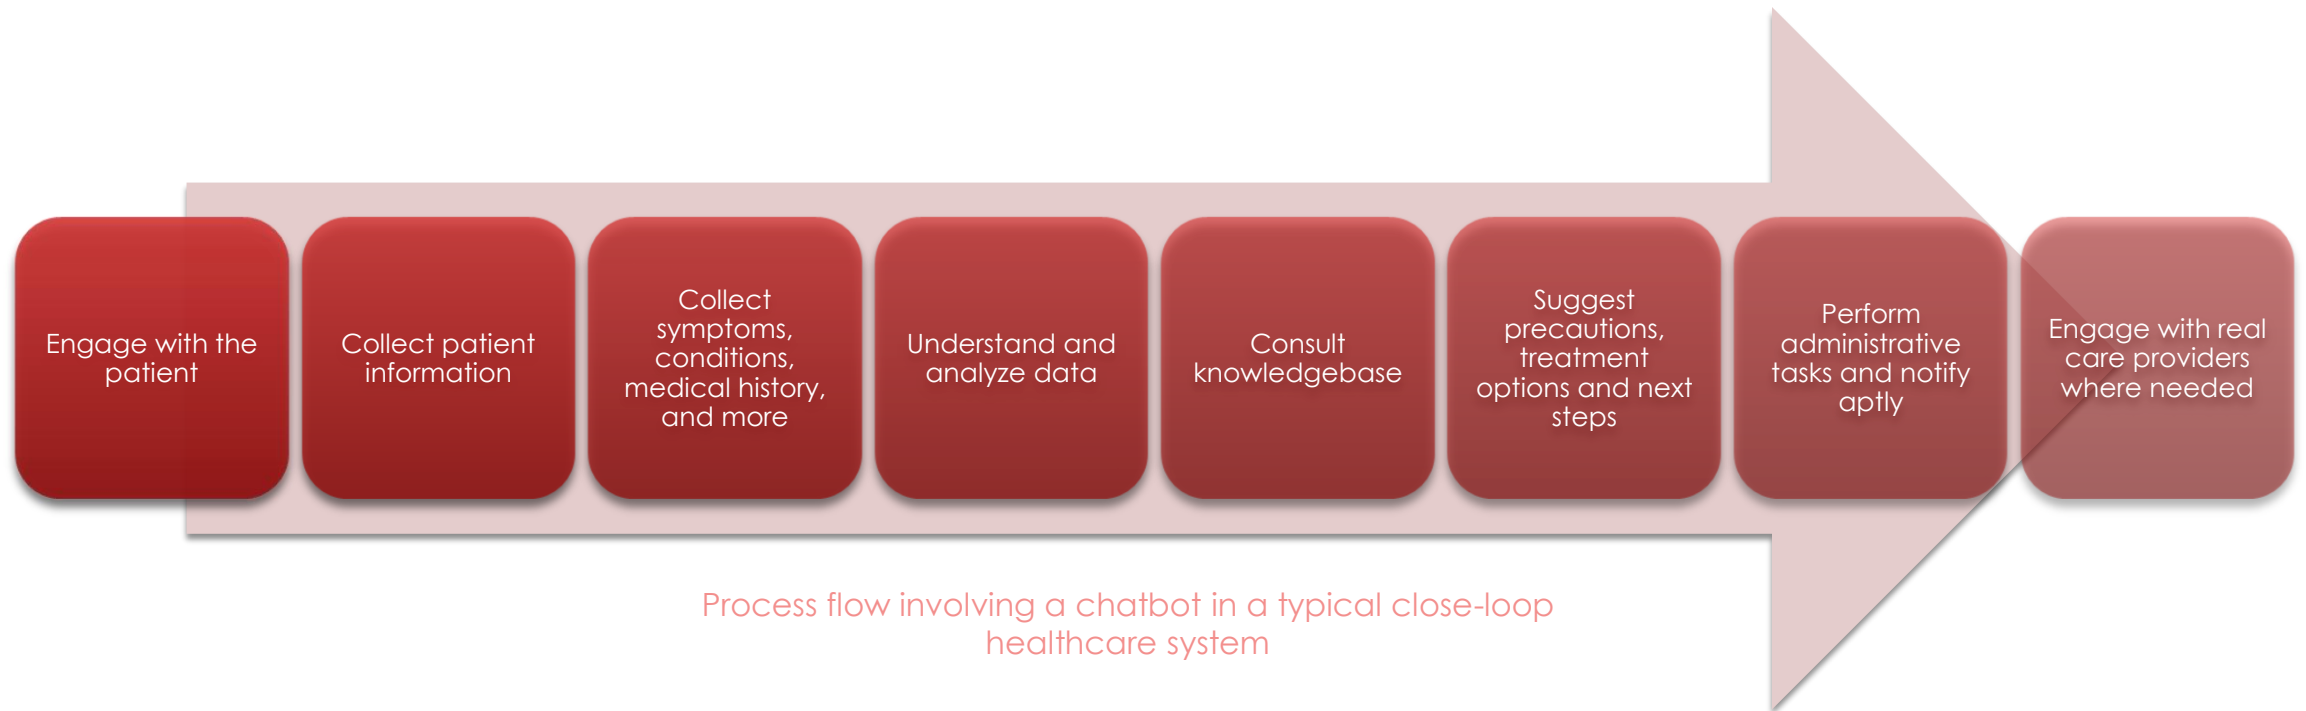 Engage with the
patient
Collect patient
information
Collect
symptoms,
conditions,
medical history,
and more
Understand and
analyze data
Consult
knowledgebase
Suggest
precautions,
treatment
options and next
steps
Perform
administrative
tasks and notify
aptly
Engage with real
care providers
where needed
Process flow involving a chatbot in a typical close-loop
healthcare system